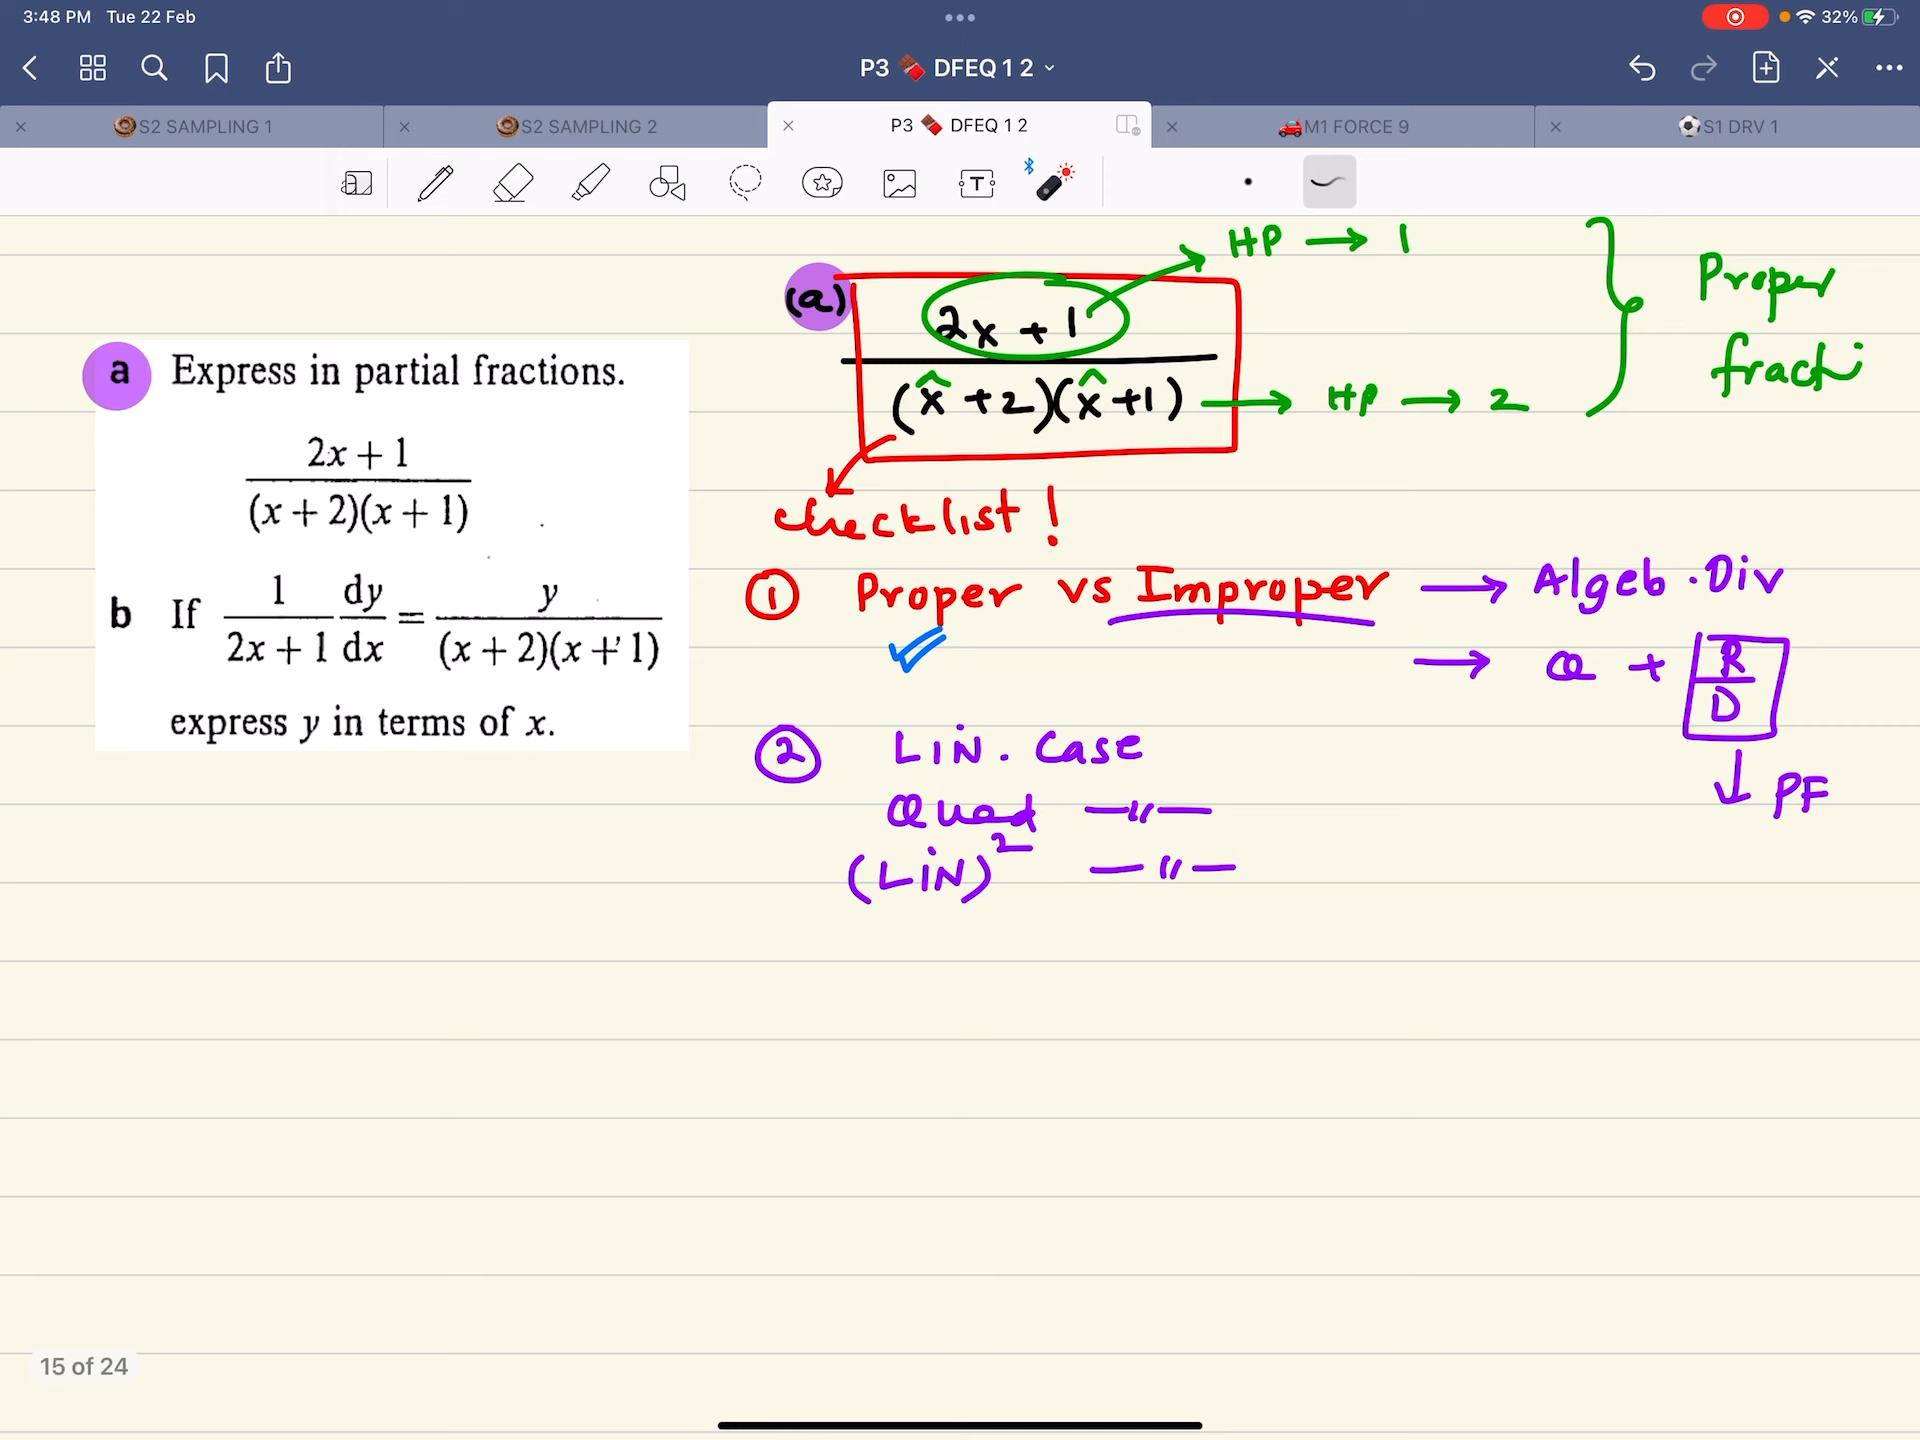 3:48 PM Tue 22 Feb
32%
P3 🍫 DFEQ 1 2
S2 SAMPLING 1
S2 SAMPLING 2
P3 🍫 DFEQ 1 2
M1 FORCE 9
S1 DRV 1
a Express in partial fractions.
2x + 1
(x + 2)(x + 1)
b If 1/(2x + 1) dy/dx = y/((x + 2)(x + 1))
express y in terms of x.
(a)
2x + 1
(x + 2)(x + 1)
HP → 1
HP → 2
Proper
fracti
checklist !
① Proper vs Improper → Algeb. Div
→ Q + R/D
↓ PF
② LiN. Case
Quad —〃—
(LiN)² —〃—
15 of 24